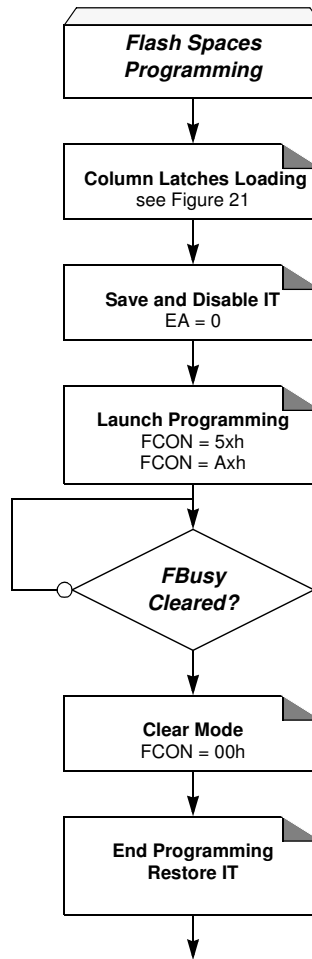 Flash Spaces
Programming
Column Latches Loading
see Figure 21
Save and Disable IT
EA = 0
Launch Programming
FCON = 5xh
FCON = Axh
FBusy
Cleared?
Clear Mode
FCON = 00h
End Programming
Restore IT